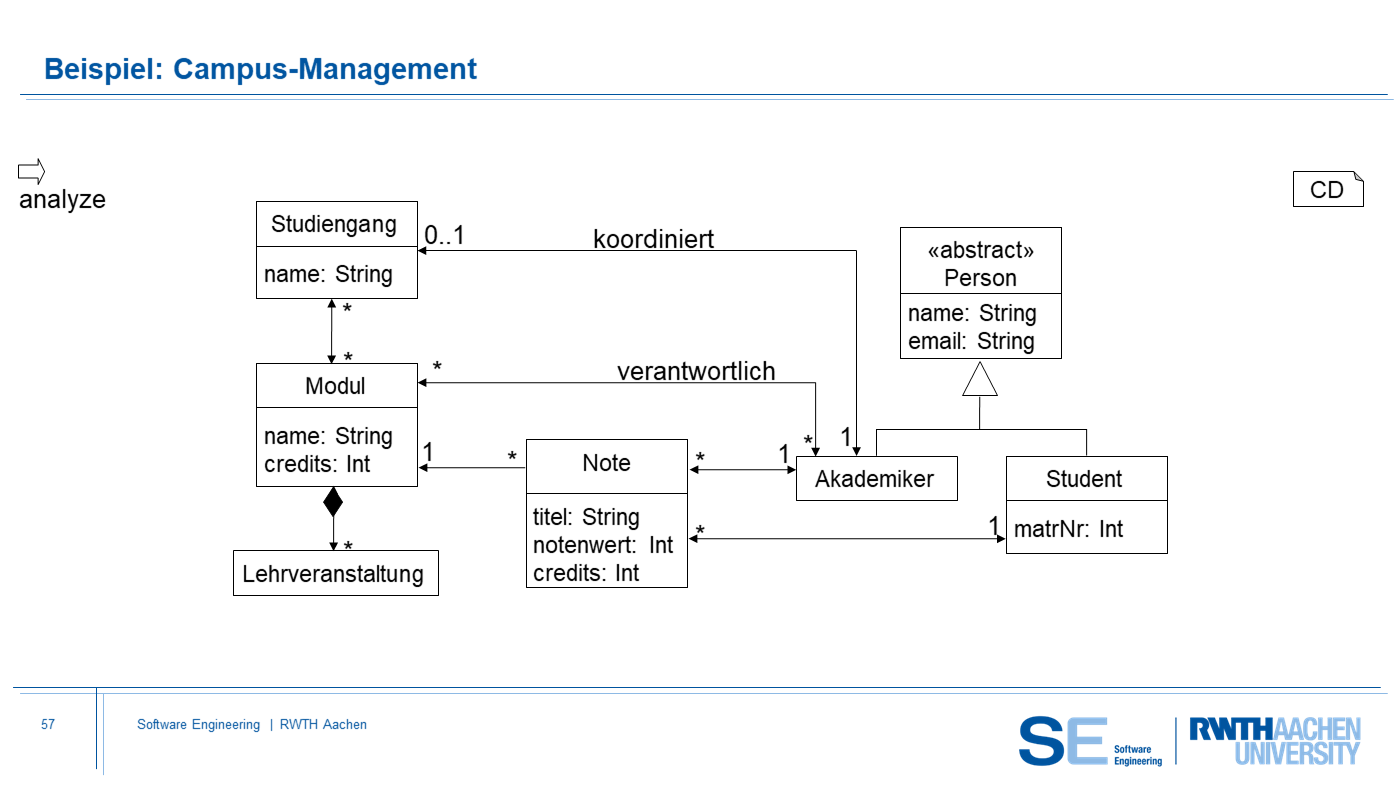 Beispiel: Campus-Management
analyze
CD
Studiengang
name: String
0..1
koordiniert
«abstract»
Person
name: String
email: String
*
*
Modul
name: String
credits: Int
*
verantwortlich
*
1
1
*
Note
titel: String
notenwert: Int
credits: Int
*
1
Akademiker
Student
matrNr: Int
*
1
*
Lehrveranstaltung
57
Software Engineering | RWTH Aachen
SE Software
Engineering
RWTHAACHEN
UNIVERSITY